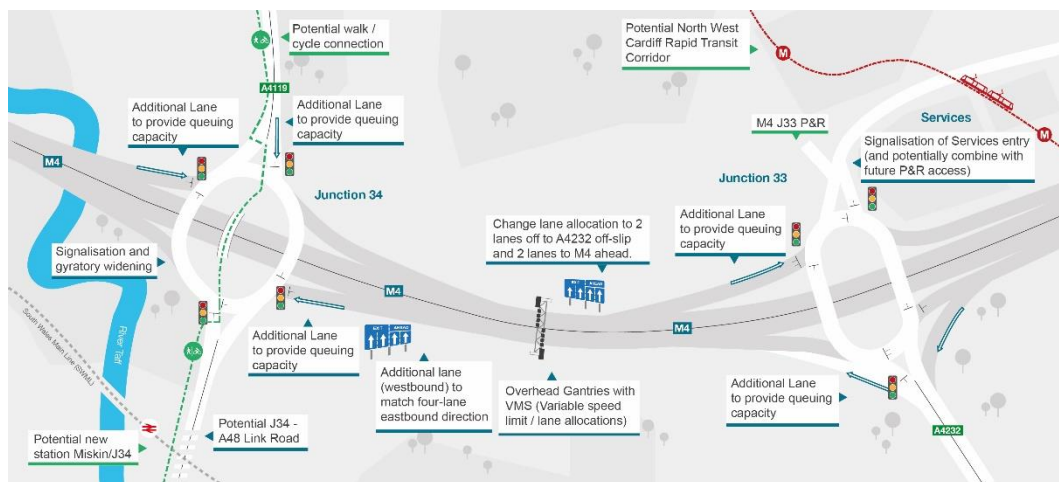 Potential walk /
cycle connection
A4119
Additional Lane
to provide queuing
capacity
Additional Lane
to provide queuing
capacity
M4
Junction 34
Signalisation and
gyratory widening
South Wales Main Line (SWML)
River Taff
Potential new
station Miskin/J34
Potential J34 -
A48 Link Road
Additional Lane
to provide queuing
capacity
M4
EXIT
AHEAD
Additional lane
(westbound) to
match four-lane
eastbound direction
Change lane allocation to 2
lanes off to A4232 off-slip
and 2 lanes to M4 ahead.
EXIT
AHEAD
Overhead Gantries with
VMS (Variable speed
limit / lane allocations)
Potential North West
Cardiff Rapid Transit
Corridor
M
M
M4 J33 P&R
Services
Signalisation of Services entry
(and potentially combine with
future P&R access)
Junction 33
Additional Lane
to provide queuing
capacity
M4
Additional Lane
to provide queuing
capacity
A4232